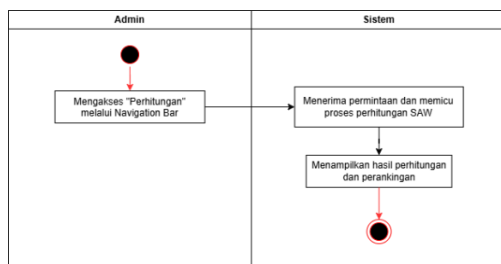 Admin
Sistem
Mengakses "Perhitungan"
melalui Navigation Bar
Menerima permintaan dan memicu
proses perhitungan SAW
Menampilkan hasil perhitungan
dan perankingan